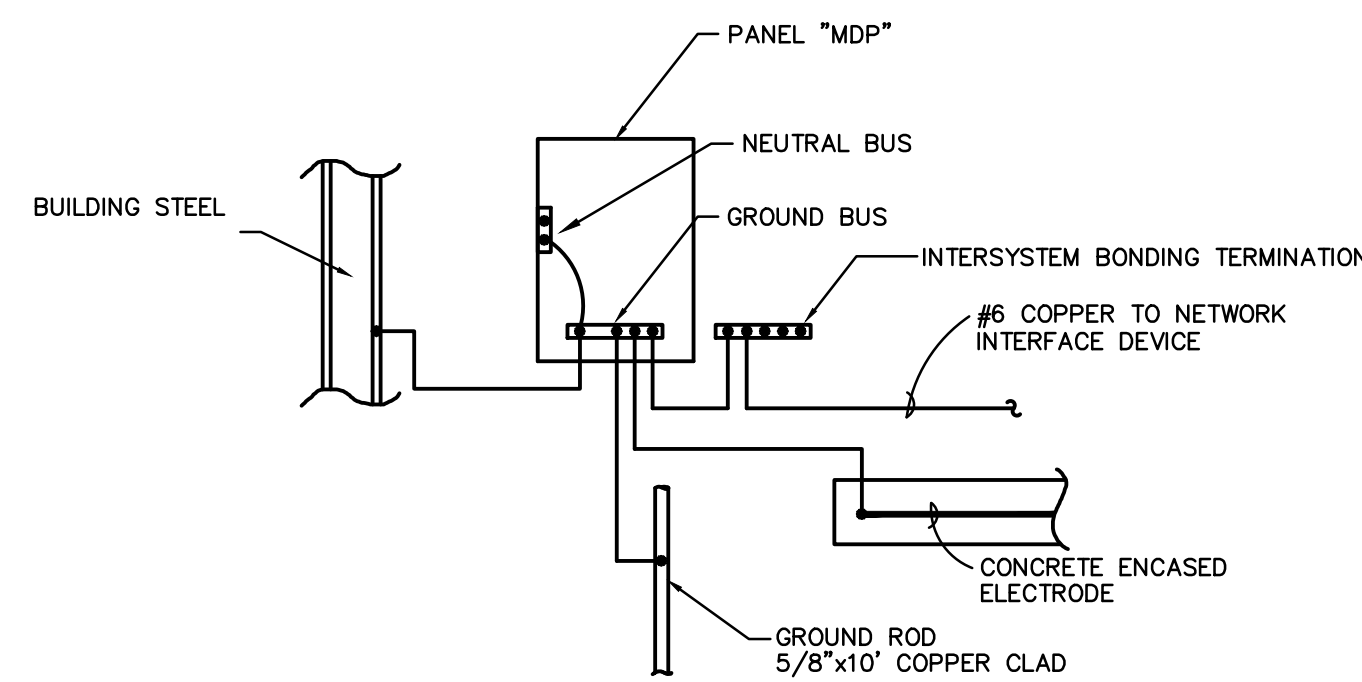 PANEL "MDP"
NEUTRAL BUS
BUILDING STEEL
GROUND BUS
INTERSYSTEM BONDING TERMINATION
#6 COPPER TO NETWORK
INTERFACE DEVICE
CONCRETE ENCASED
ELECTRODE
GROUND ROD
5/8"x10' COPPER CLAD